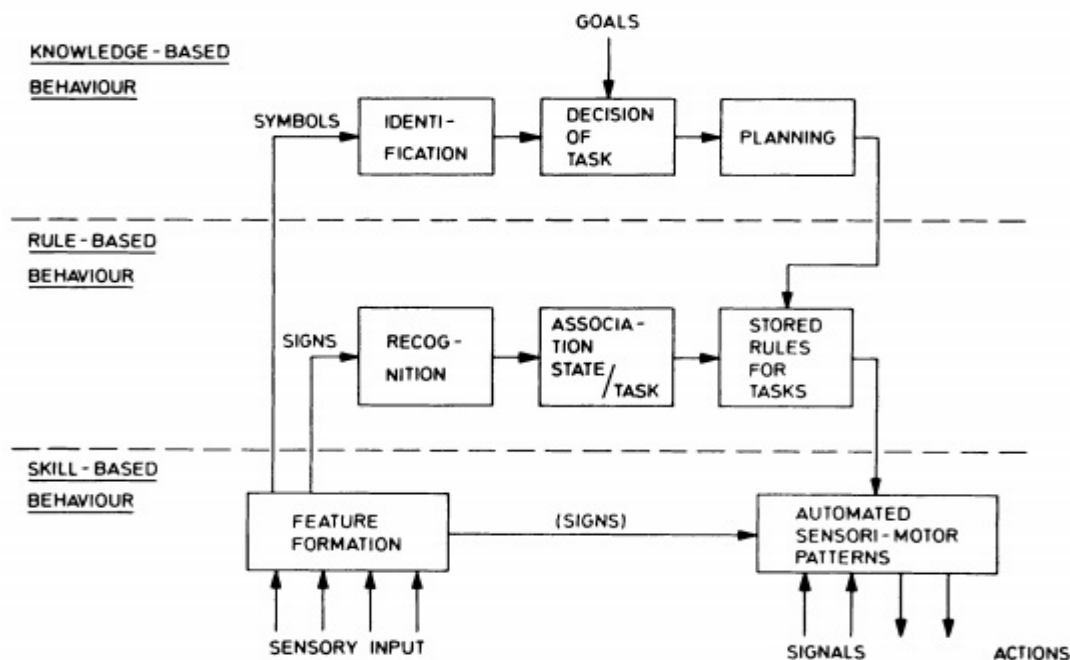 GOALS
KNOWLEDGE-BASED
BEHAVIOUR
SYMBOLS
IDENTI-
FICATION
DECISION
OF
TASK
PLANNING
RULE-BASED
BEHAVIOUR
SIGNS
RECOG-
NITION
ASSOCIA-
TION
STATE
/TASK
STORED
RULES
FOR
TASKS
SKILL-BASED
BEHAVIOUR
FEATURE
FORMATION
(SIGNS)
AUTOMATED
SENSORI-MOTOR
PATTERNS
SENSORY INPUT
SIGNALS
ACTIONS